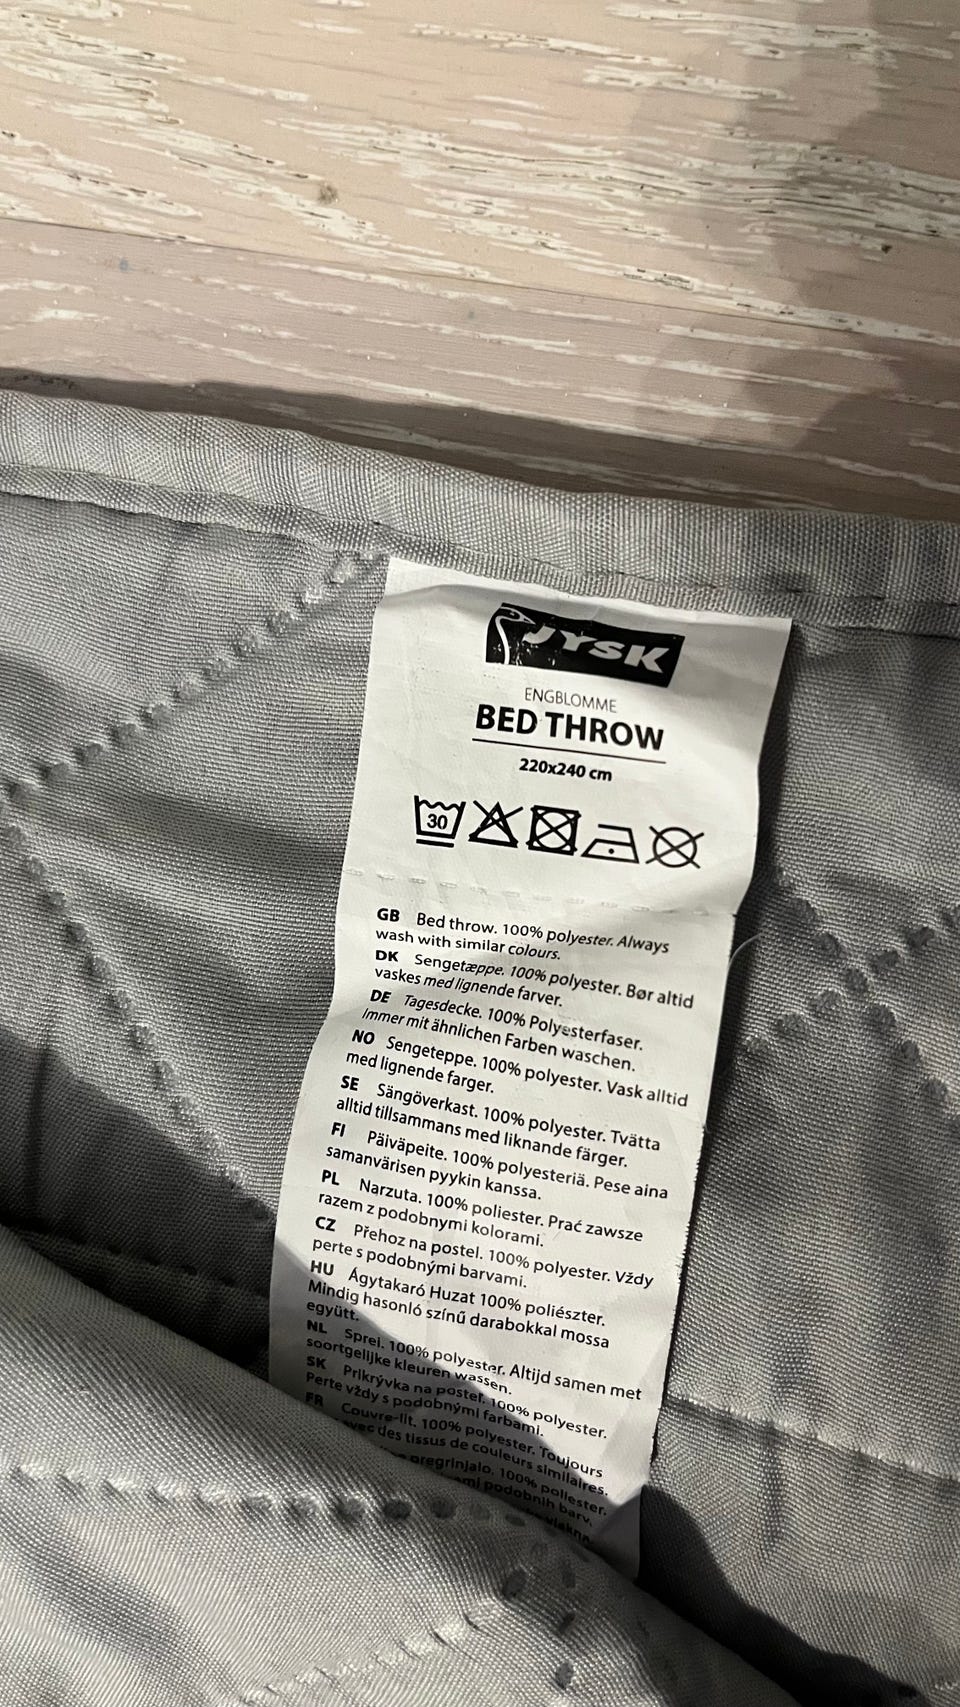 JYSK
ENGBLOMME
BED THROW
220x240 cm
30
GB Bed throw. 100% polyester. Always
wash with similar colours.
DK Sengetæppe. 100% polyester. Bør altid
vaskes med lignende farver.
DE Tagesdecke. 100% Polyesterfaser.
Immer mit ähnlichen Farben waschen.
NO Sengeteppe. 100% polyester. Vask alltid
med lignende farger.
SE Sängöverkast. 100% polyester. Tvätta
alltid tillsammans med liknande färger.
FI Päiväpeite. 100% polyesteriä. Pese aina
samanvärisen pyykin kanssa.
PL Narzuta. 100% poliester. Prać zawsze
razem z podobnymi kolorami.
CZ Přehoz na postel. 100% polyester. Vždy
perte s podobnými barvami.
HU Ágytakaró Huzat 100% poliészter.
Mindig hasonló színű darabokkal mossa
együtt.
NL Sprei. 100% polyester. Altijd samen met
soortgelijke kleuren wassen.
SK Prikrývka na posteľ. 100% polyester.
Perte vždy s podobnými farbami.
FR Couvre-lit. 100% polyester. Toujours
avec des tissus de couleurs similaires.
pregrinjalo. 100% poliester.
podobnih barv.
vlakna